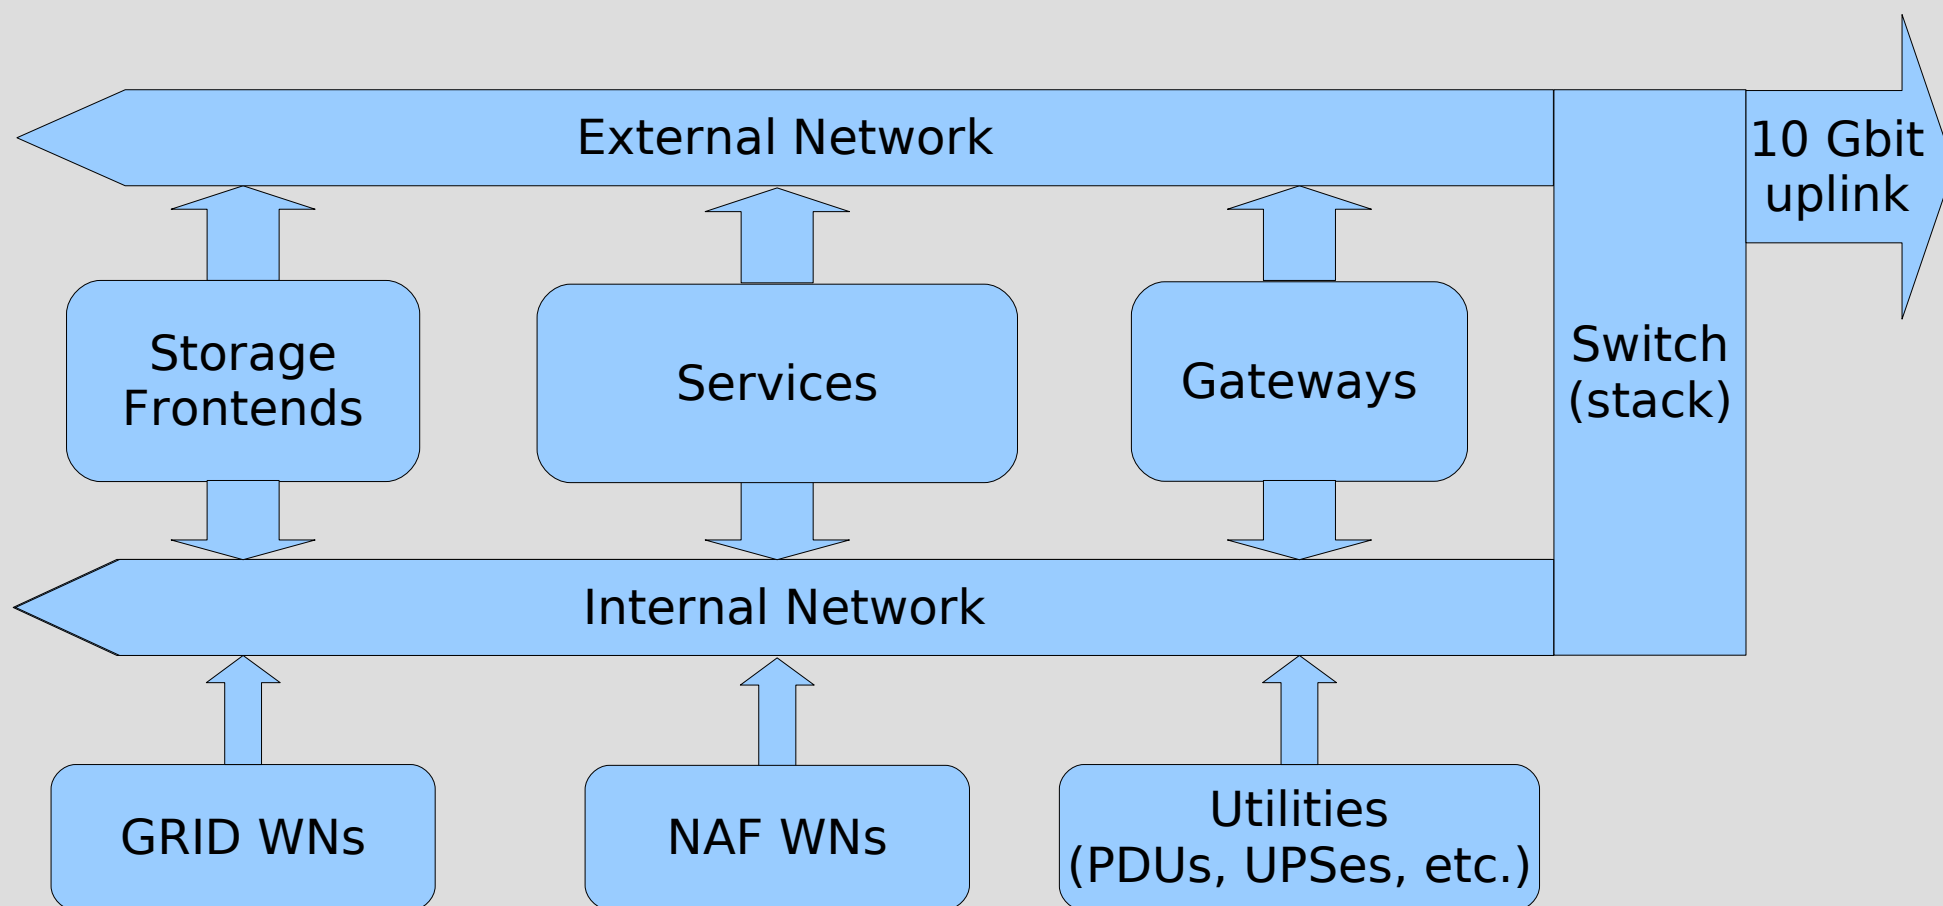 External Network
10 Gbit
uplink
Storage
Frontends
Services
Gateways
Switch
(stack)
Internal Network
GRID WNs
NAF WNs
Utilities
(PDUs, UPSes, etc.)